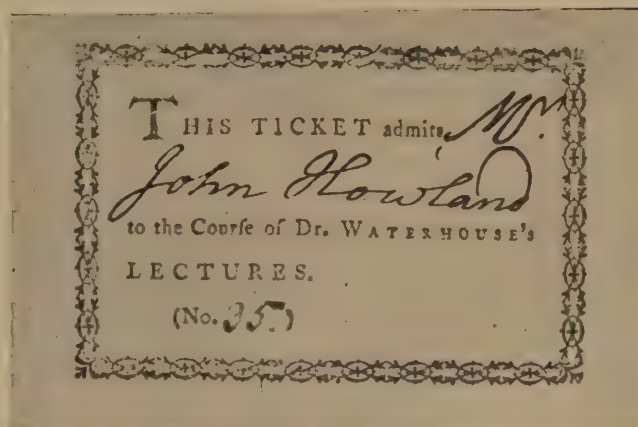 THIS TICKET admits Mr.
John Howland
to the Courſe of Dr. WATERHOUSE's
LECTURES.
(No. 35.)